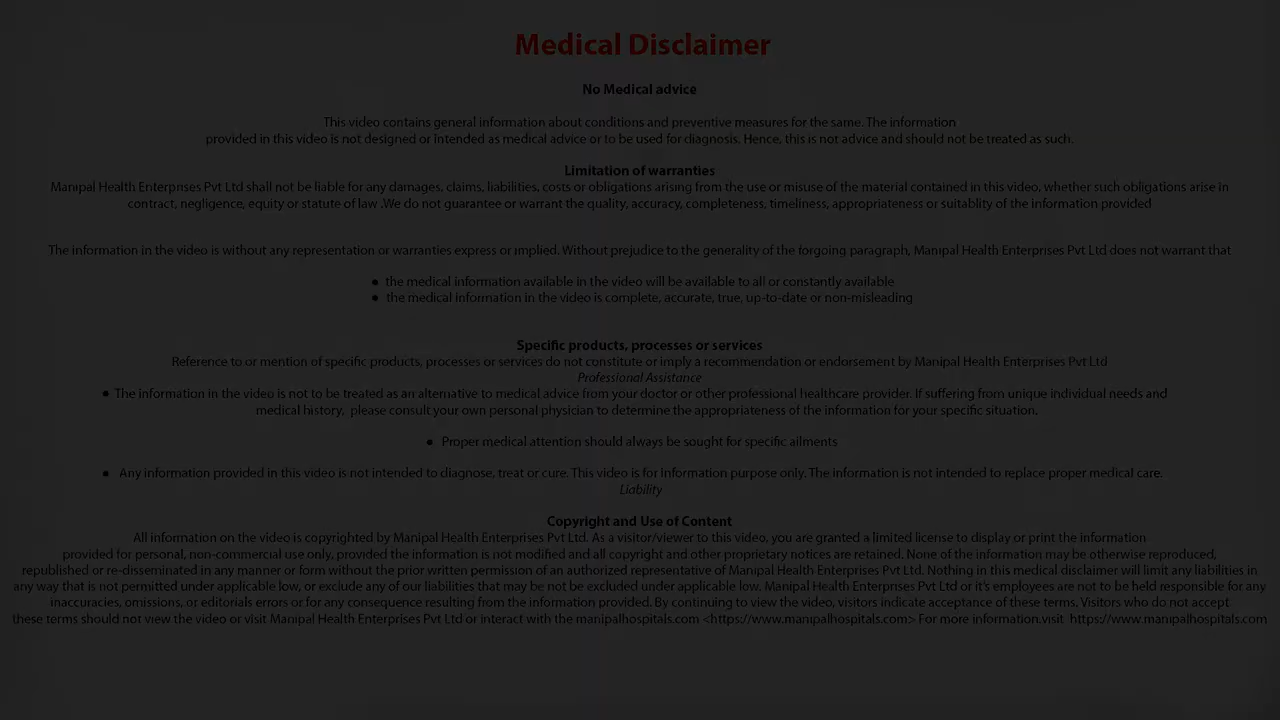 Medical Disclaimer
No Medical advice
This video contains general information about conditions and preventive measures for the same. The information
provided in this video is not designed or intended as medical advice or to be used for diagnosis. Hence, this is not advice and should not be treated as such.
Limitation of warranties
Manipal Health Enterprises Pvt Ltd shall not be liable for any damages, claims, liabilities, costs or obligations arising from the use or misuse of the material contained in this video, whether such obligations arise in
contract, negligence, equity or statute of law .We do not guarantee or warrant the quality, accuracy, completeness, timeliness, appropriateness or suitablity of the information provided
The information in the video is without any representation or warranties express or implied. Without prejudice to the generality of the forgoing paragraph, Manipal Health Enterprises Pvt Ltd does not warrant that
● the medical information available in the video will be available to all or constantly available
● the medical information in the video is complete, accurate, true, up-to-date or non-misleading
Specific products, processes or services
Reference to or mention of specific products, processes or services do not constitute or imply a recommendation or endorsement by Manipal Health Enterprises Pvt Ltd
Professional Assistance
● The information in the video is not to be treated as an alternative to medical advice from your doctor or other professional healthcare provider. If suffering from unique individual needs and
medical history, please consult your own personal physician to determine the appropriateness of the information for your specific situation.
● Proper medical attention should always be sought for specific ailments
● Any information provided in this video is not intended to diagnose, treat or cure. This video is for Information purpose only. The information is not intended to replace proper medical care.
Liability
Copyright and Use of Content
All information on the video is copyrighted by Manipal Health Enterprises Pvt Ltd. As a visitor/viewer to this video, you are granted a limited license to display or print the information
provided for personal, non-commercial use only, provided the information is not modified and all copyright and other proprietary notices are retained. None of the information may be otherwise reproduced,
republished or re-disseminated in any manner or form without the prior written permission of an authorized representative of Manipal Health Enterprises Pvt Ltd. Nothing in this medical disclaimer will limit any liabilities in
any way that is not permitted under applicable low, or exclude any of our liabilities that may be not be excluded under applicable low. Manipal Health Enterprises Pvt Ltd or it's employees are not to be held responsible for any
inaccuracies, omissions, or editorials errors or for any consequence resulting from the information provided. By continuing to view the video, visitors indicate acceptance of these terms. Visitors who do not accept
these terms should not view the video or visit Manipal Health Enterprises Pvt Ltd or interact with the manipalhospitals.com <https://www.manipalhospitals.com> For more information.visit https://www.manipalhospitals.com